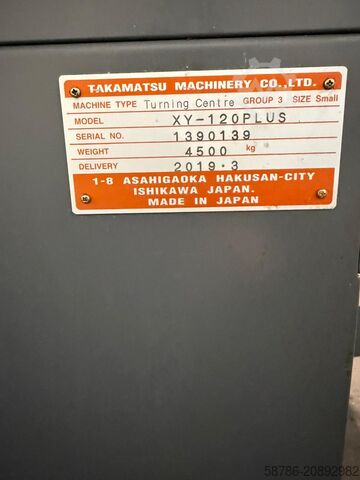 TAKAMATSU MACHINERY CO.,LTD.
MACHINE TYPE Turning Centre GROUP 3 SIZE Small
MODEL XY-120PLUS
SERIAL NO. 1390139
WEIGHT 4500 kg
DELIVERY 2019・3
1-8 ASAHIGAOKA HAKUSAN-CITY
ISHIKAWA JAPAN.
MADE IN JAPAN
58786-20892982